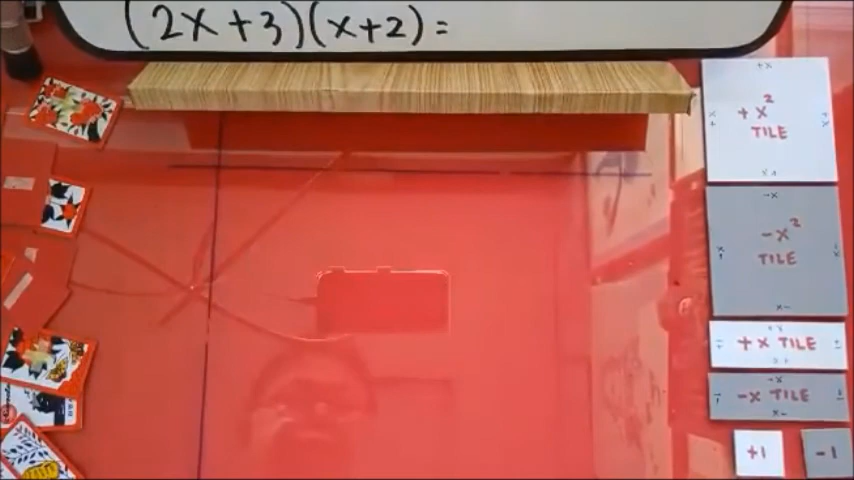 (2x+3)(x+2) =
+x² TILE
-x² TILE
+x TILE
-x TILE
+1
-1